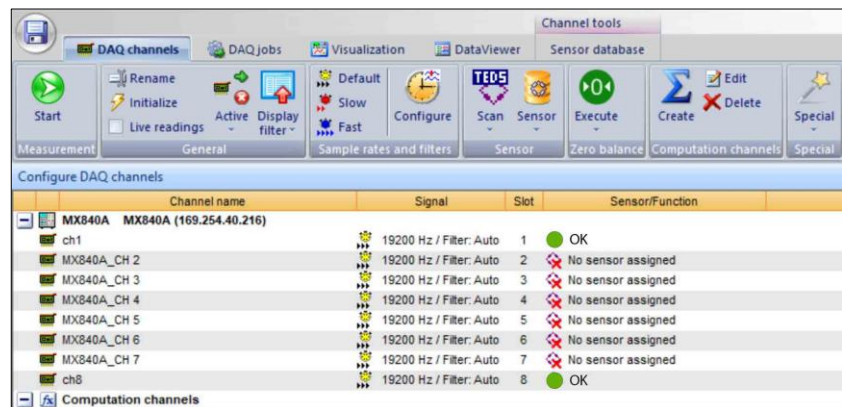 Channel tools
DAQ channels DAQ jobs Visualization DataViewer Sensor database
Start
Rename
Initialize
Live readings
Active
Display filter
Default
Slow
Fast
Configure
TEDS
Scan
Sensor
0
Execute
Create
Edit
Delete
Special
Measurement General Sample rates and filters Sensor Zero balance Computation channels Special
Configure DAQ channels
Channel name Signal Slot Sensor/Function
MX840A MX840A (169.254.40.216)
ch1 19200 Hz / Filter: Auto 1 OK
MX840A_CH 2 19200 Hz / Filter: Auto 2 No sensor assigned
MX840A_CH 3 19200 Hz / Filter: Auto 3 No sensor assigned
MX840A_CH 4 19200 Hz / Filter: Auto 4 No sensor assigned
MX840A_CH 5 19200 Hz / Filter: Auto 5 No sensor assigned
MX840A_CH 6 19200 Hz / Filter: Auto 6 No sensor assigned
MX840A_CH 7 19200 Hz / Filter: Auto 7 No sensor assigned
ch8 19200 Hz / Filter: Auto 8 OK
fx Computation channels